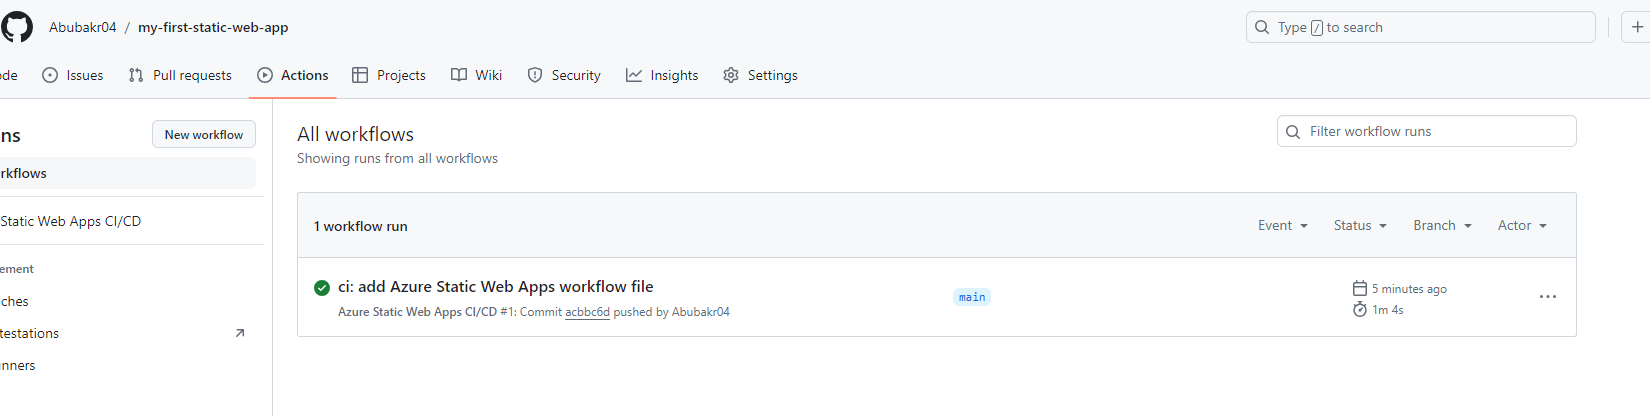 Abubakr04 / my-first-static-web-app
Type / to search
ode Issues Pull requests Actions Projects Wiki Security Insights Settings
ns
New workflow
rkflows
Static Web Apps CI/CD
ement
ches
testations
nners
All workflows
Showing runs from all workflows
Filter workflow runs
1 workflow run
Event Status Branch Actor
ci: add Azure Static Web Apps workflow file
Azure Static Web Apps CI/CD #1: Commit acbbc6d pushed by Abubakr04
main
5 minutes ago
1m 4s